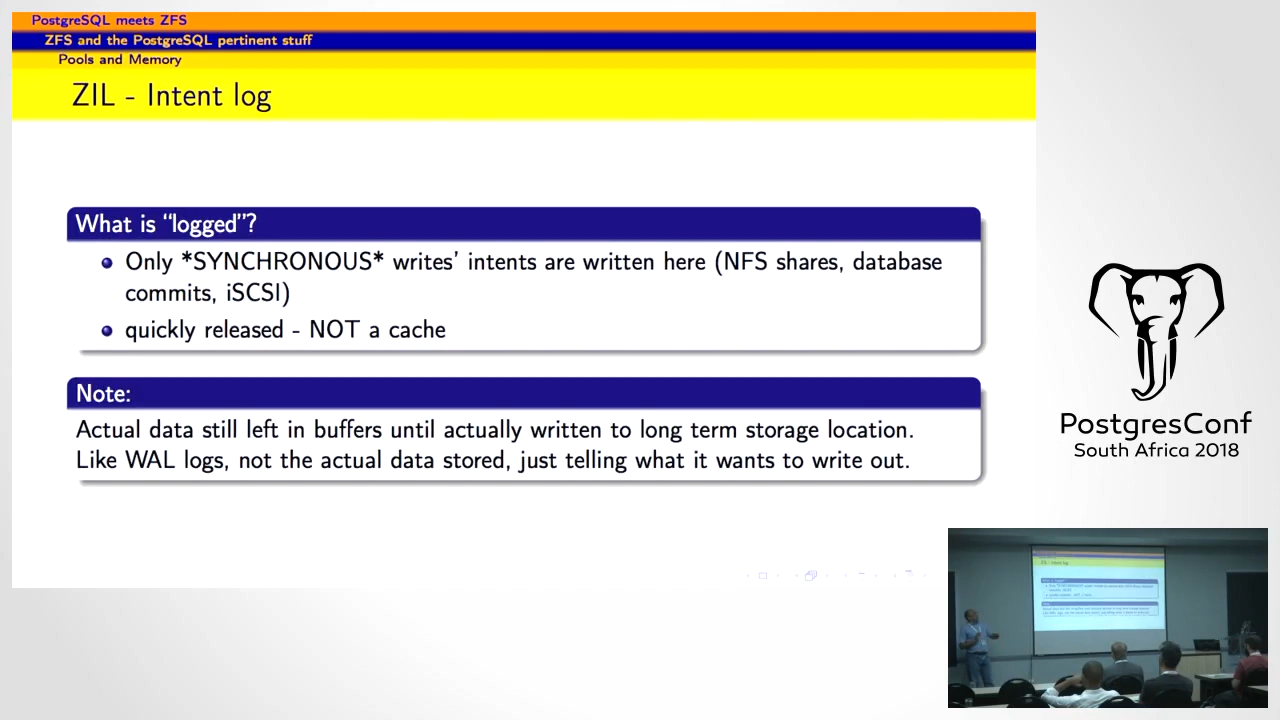 PostgreSQL meets ZFS
ZFS and the PostgreSQL pertinent stuff
Pools and Memory
ZIL - Intent log
What is “logged”?
Only *SYNCHRONOUS* writes’ intents are written here (NFS shares, database
commits, iSCSI)
quickly released - NOT a cache
Note:
Actual data still left in buffers until actually written to long term storage location.
Like WAL logs, not the actual data stored, just telling what it wants to write out.
PostgresConf
South Africa 2018
ZIL - Intent log